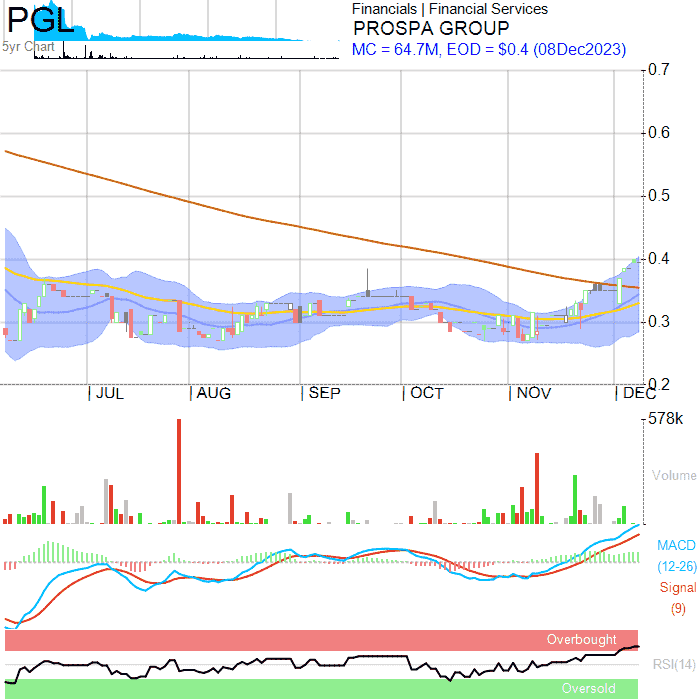 PGL
5yr Chart
Financials | Financial Services
PROSPA GROUP
MC = 64.7M, EOD = $0.4 (08Dec2023)
0.7
0.6
0.5
0.4
0.3
0.2
JUL AUG SEP OCT NOV DEC
578k
Volume
MACD
(12-26)
Signal
(9)
Overbought
RSI(14)
Oversold